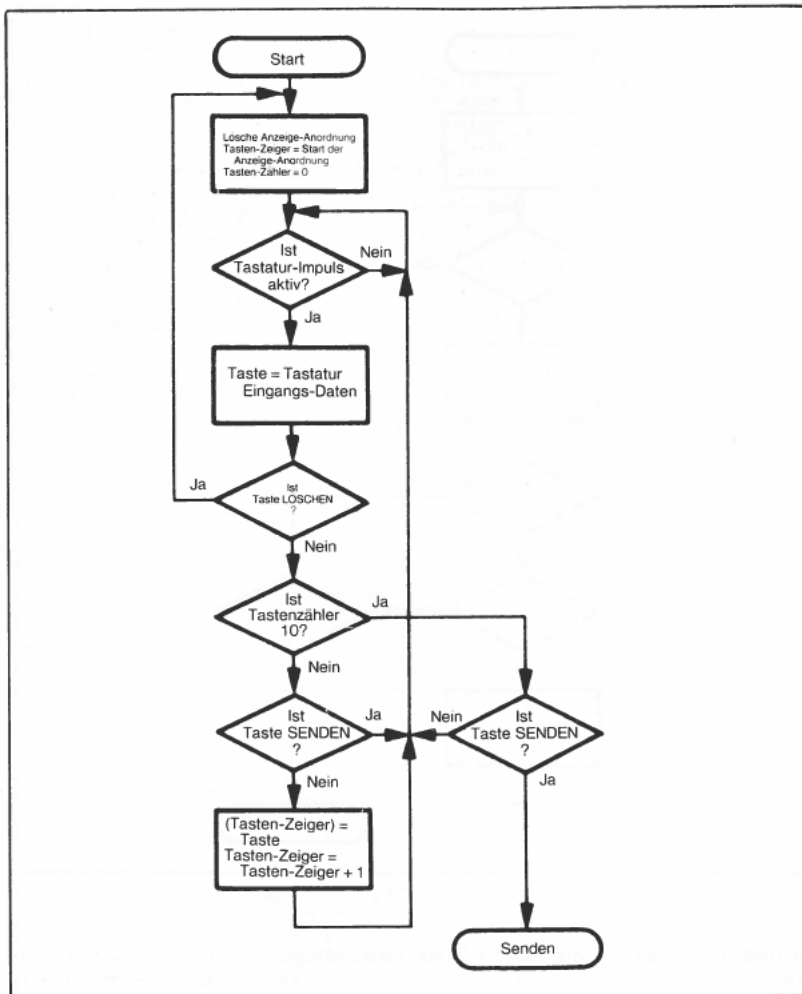 Start
Lösche Anzeige-Anordnung
Tasten-Zeiger = Start der
Anzeige-Anordnung
Tasten-Zähler = 0
Ist
Tastatur-Impuls
aktiv?
Nein
Ja
Taste = Tastatur
Eingangs-Daten
Ja
Ist
Taste LÖSCHEN
?
Nein
Ist
Tastenzähler
10?
Ja
Nein
Ist
Taste SENDEN
?
Ja
Nein
Ist
Taste SENDEN
?
Nein
Ja
(Tasten-Zeiger) =
Taste
Tasten-Zeiger =
Tasten-Zeiger + 1
Senden